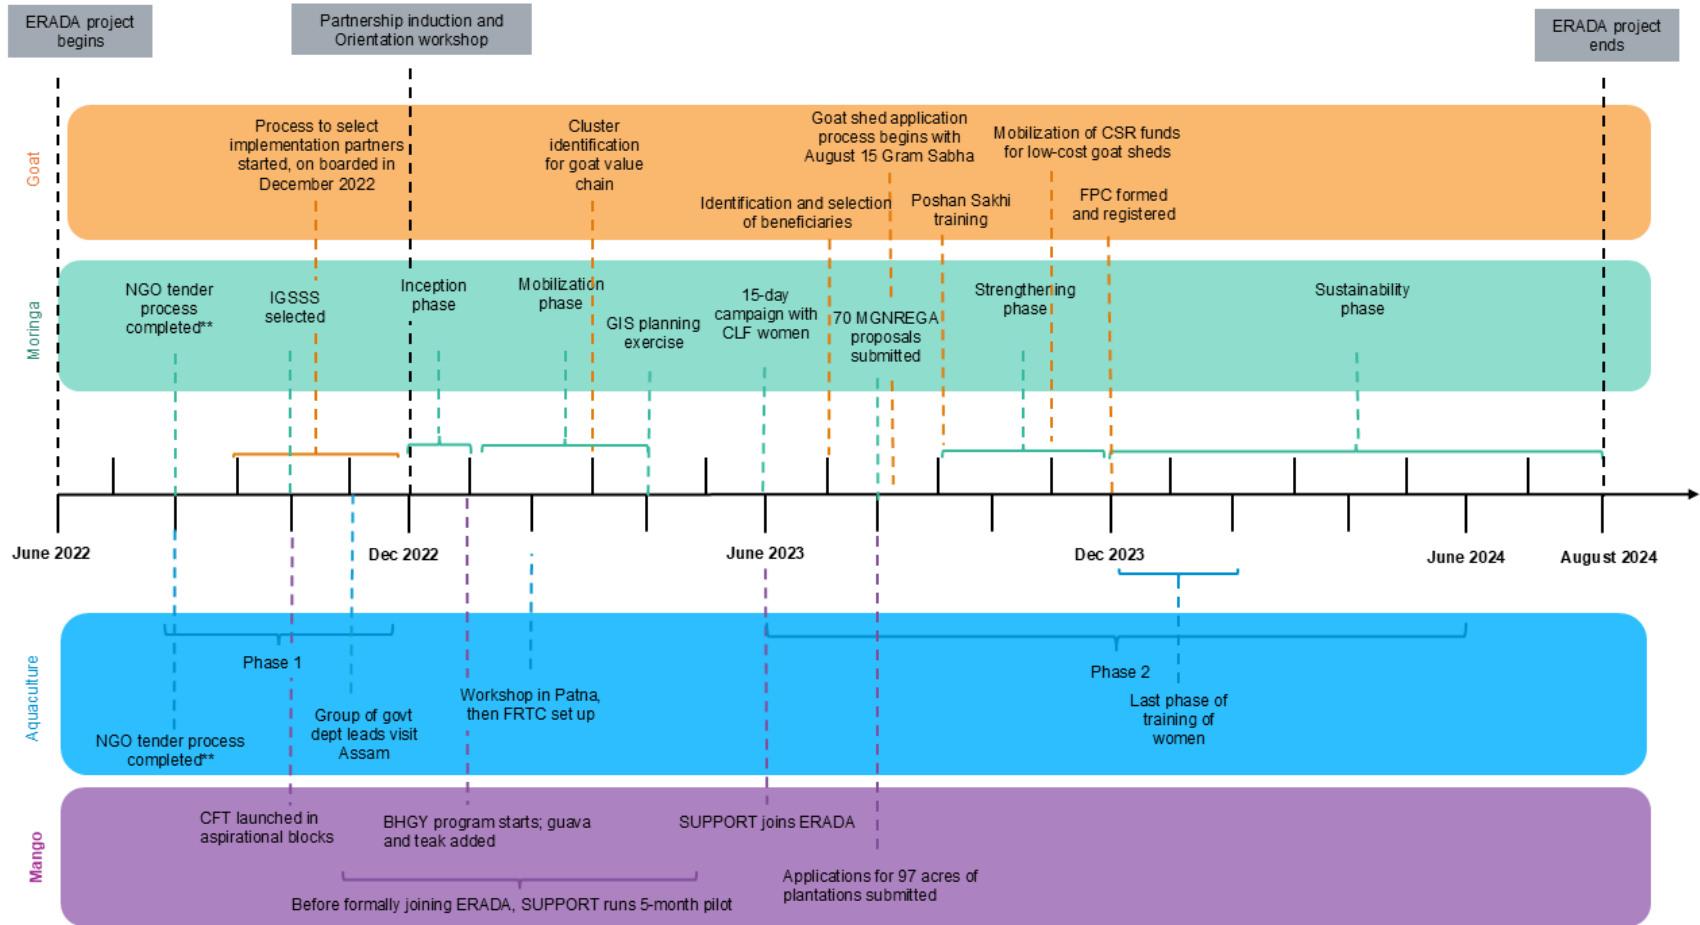 ERADA project
begins
Partnership induction and
Orientation workshop
ERADA project
ends
Goat
Process to select
implementation partners
started, on boarded in
December 2022
Cluster
identification
for goat value
chain
Identification and selection
of beneficiaries
Goat shed application
process begins with
August 15 Gram Sabha
Poshan Sakhi
training
Mobilization of CSR funds
for low-cost goat sheds
FPC formed
and registered
Moringa
NGO tender
process
completed**
IGSSS
selected
Inception
phase
Mobilization
phase
GIS planning
exercise
15-day
campaign with
CLF women
70 MGNREGA
proposals
submitted
Strengthening
phase
Sustainability
phase
June 2022
Dec 2022
June 2023
Dec 2023
June 2024
August 2024
Aquaculture
Phase 1
NGO tender process
completed**
Group of govt
dept leads visit
Assam
Workshop in Patna,
then FRTC set up
Phase 2
Last phase of
training of
women
Mango
CFT launched in
aspirational blocks
BHGY program starts; guava
and teak added
SUPPORT joins ERADA
Applications for 97 acres of
plantations submitted
Before formally joining ERADA, SUPPORT runs 5-month pilot